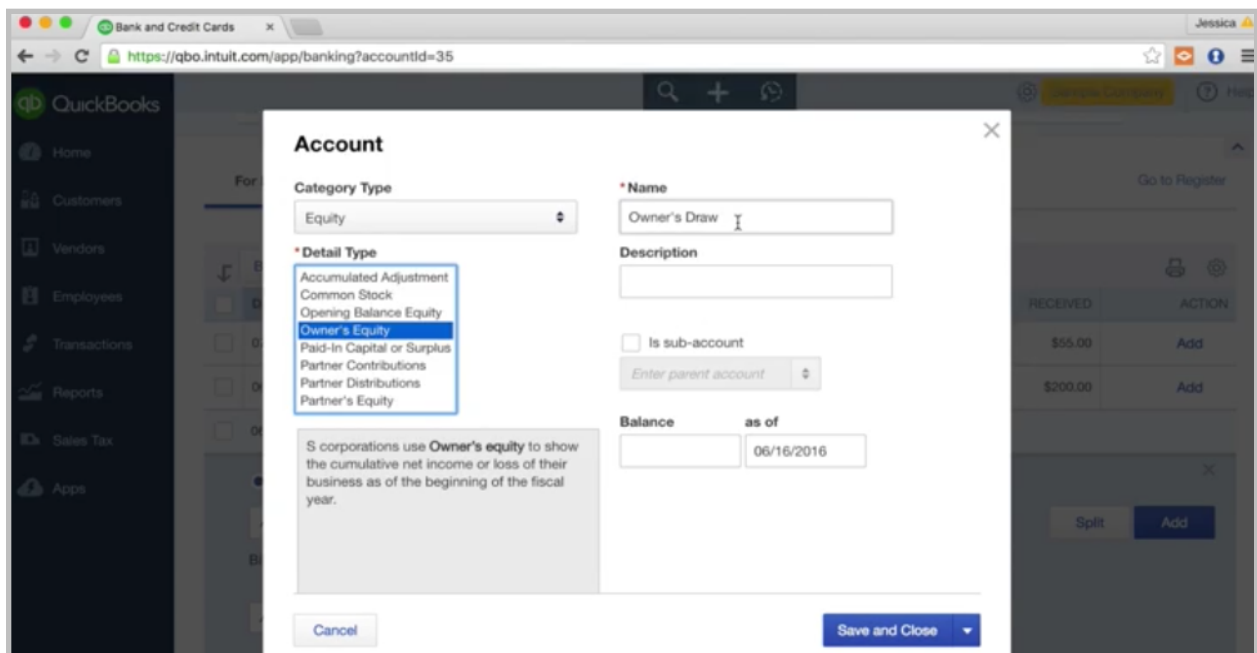 Bank and Credit Cards
Jessica
https://qbo.intuit.com/app/banking?accountId=35
qb QuickBooks
Sample Company
Help
Home
Customers
Vendors
Employees
Transactions
Reports
Sales Tax
Apps
For
Go to Register
RECEIVED ACTION
$55.00 Add
$200.00 Add
Split Add
Account
Category Type
Equity
*Detail Type
Accumulated Adjustment
Common Stock
Opening Balance Equity
Owner's Equity
Paid-In Capital or Surplus
Partner Contributions
Partner Distributions
Partner's Equity
S corporations use Owner's equity to show
the cumulative net income or loss of their
business as of the beginning of the fiscal
year.
*Name
Owner's Draw
Description
Is sub-account
Enter parent account
Balance as of
06/16/2016
Cancel
Save and Close